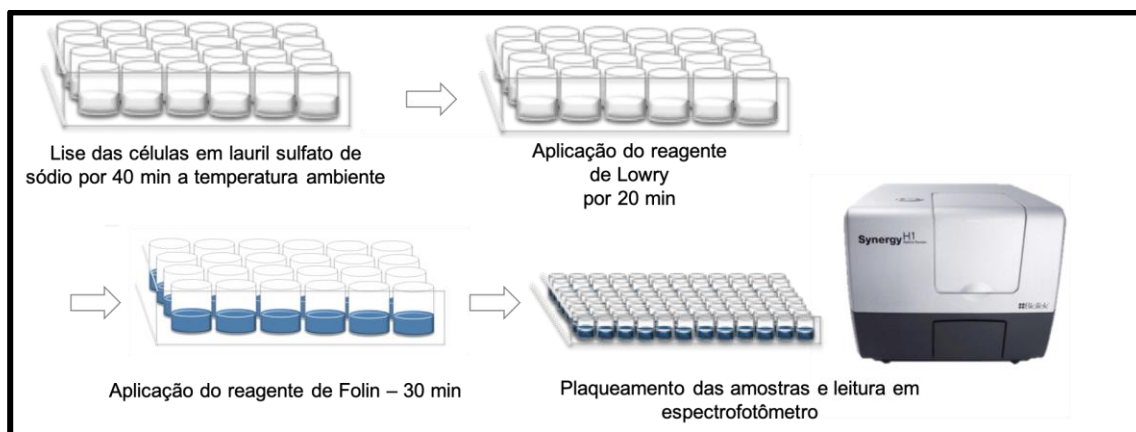 Lise das células em lauril sulfato de
sódio por 40 min a temperatura ambiente
Aplicação do reagente
de Lowry
por 20 min
Synergy H1
BioTek
Aplicação do reagente de Folin – 30 min
Plaqueamento das amostras e leitura em
espectrofotômetro